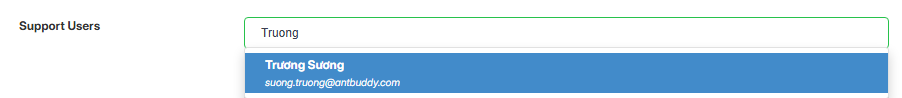 Support Users
Truong
Trương Sương
suong.truong@antbuddy.com